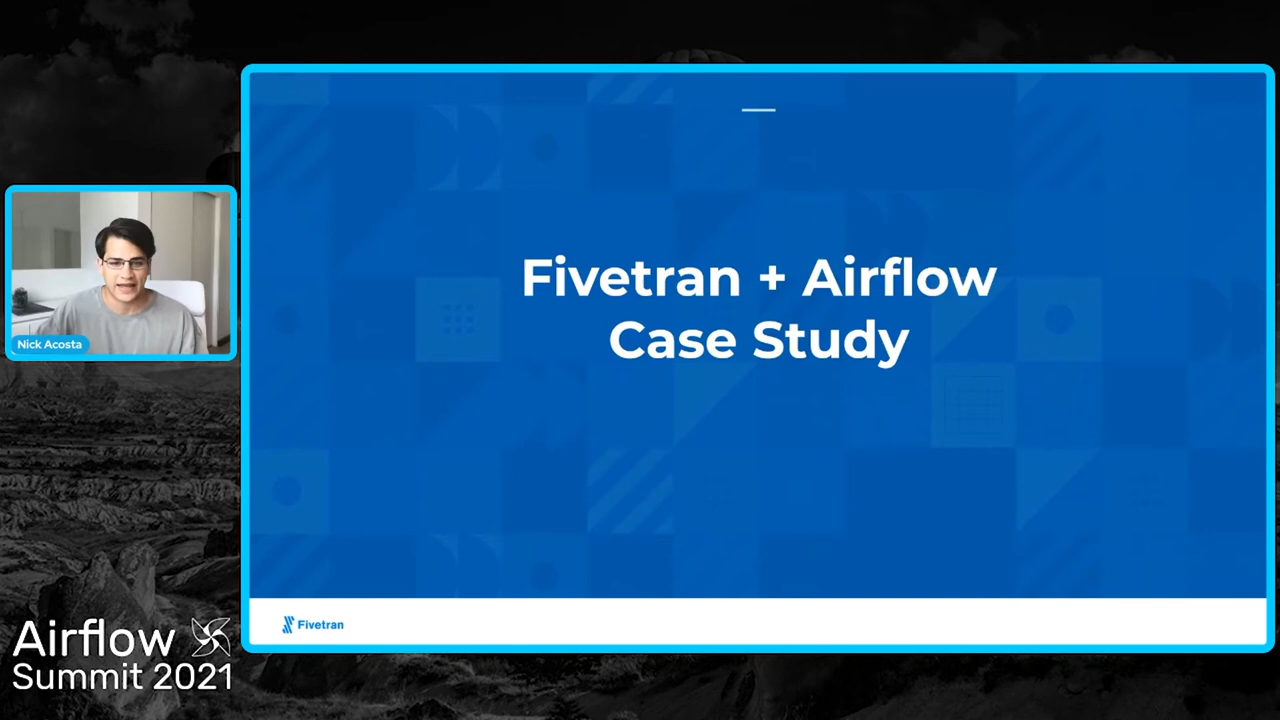 Fivetran + Airflow
Case Study
Nick Acosta
Fivetran
Airflow
Summit 2021